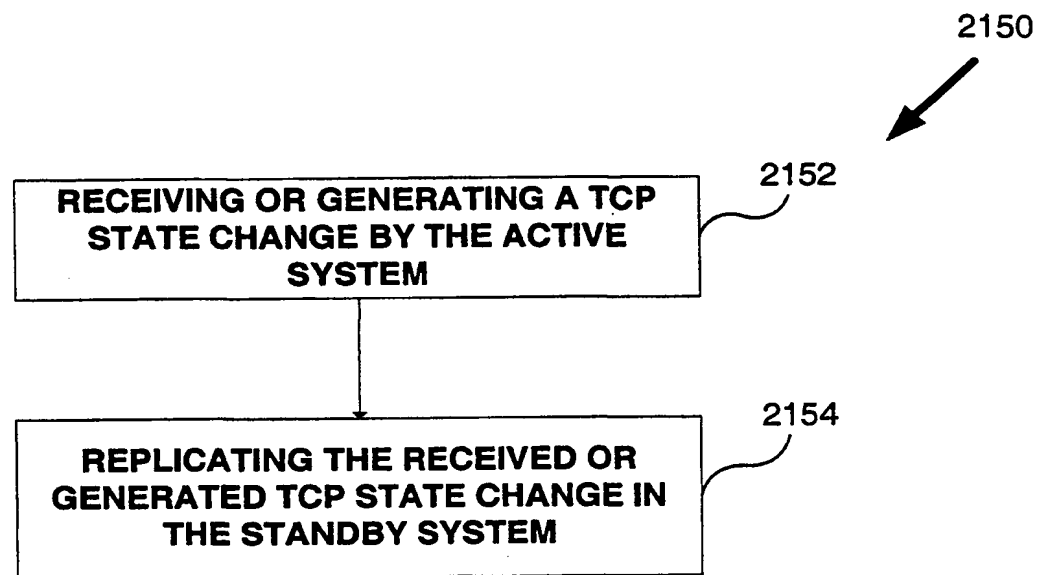 2150
2152
RECEIVING OR GENERATING A TCP
STATE CHANGE BY THE ACTIVE
SYSTEM
2154
REPLICATING THE RECEIVED OR
GENERATED TCP STATE CHANGE IN
THE STANDBY SYSTEM